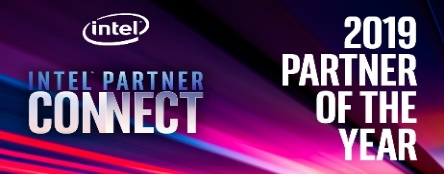 intel
INTEL PARTNER
CONNECT
2019
PARTNER
OF THE
YEAR